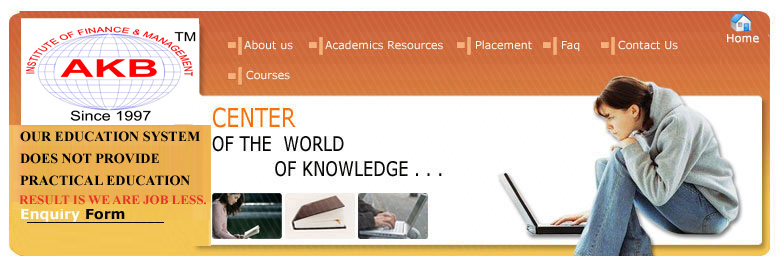 INSTITUTE OF FINANCE & MANAGEMENT
TM
AKB
Since 1997
Home
About us
Academics Resources
Placement
Faq
Contact Us
Courses
OUR EDUCATION SYSTEM
DOES NOT PROVIDE
PRACTICAL EDUCATION
RESULT IS WE ARE JOB LESS.
Enquiry Form
CENTER
OF THE WORLD
OF KNOWLEDGE . . .